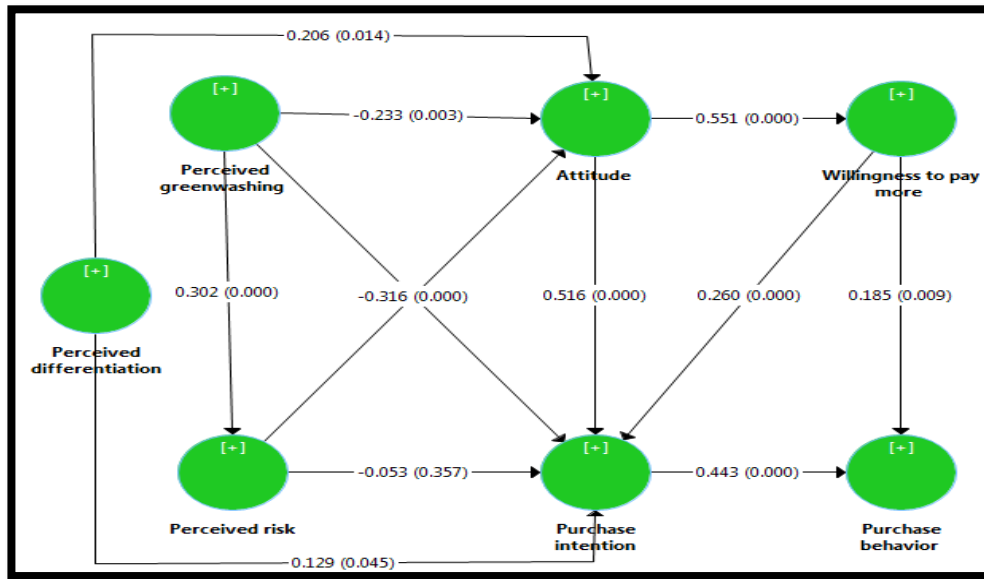 0.206 (0.014)
[+]
[+]
[+]
-0.233 (0.003)
0.551 (0.000)
Perceived
greenwashing
Attitude
Willingness to pay
more
[+]
0.302 (0.000)
-0.316 (0.000)
0.516 (0.000)
0.260 (0.000)
0.185 (0.009)
Perceived
differentiation
[+]
[+]
[+]
-0.053 (0.357)
0.443 (0.000)
Perceived risk
Purchase
intention
Purchase
behavior
0.129 (0.045)